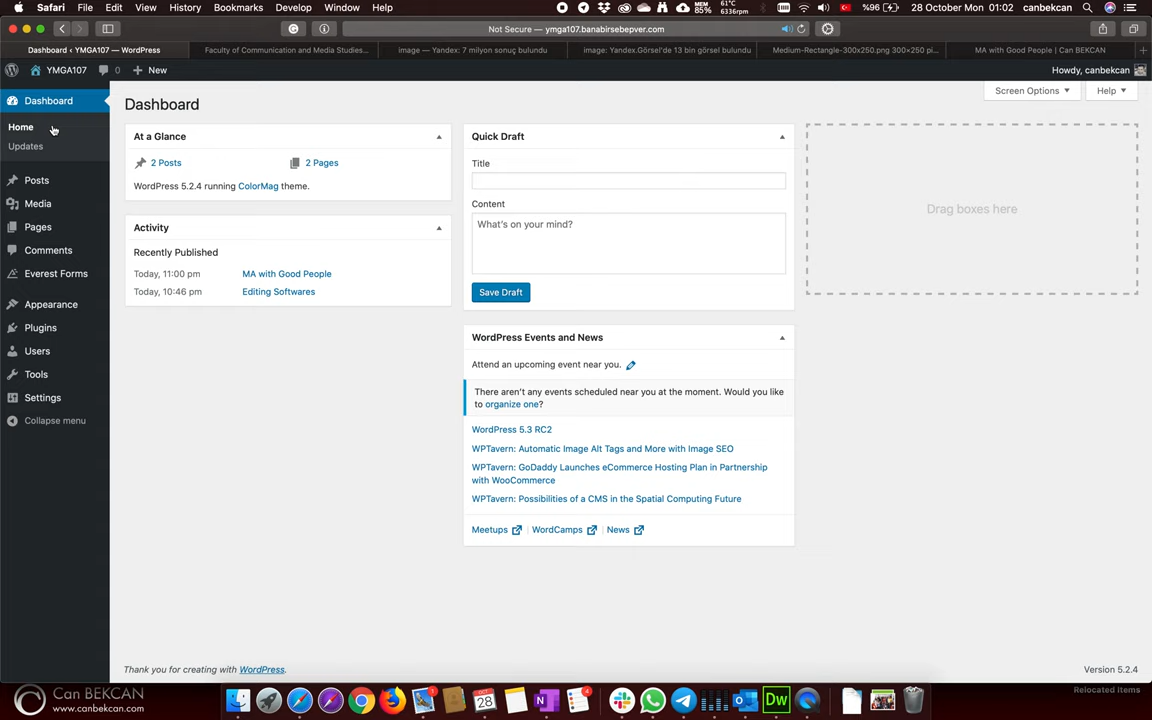 Safari File Edit View History Bookmarks Develop Window Help MEM 85% 61°C 6336rpm %96 28 October Mon 01:02 canbekcan
Not Secure — ymga107.banabirsebepver.com
Dashboard ‹ YMGA107 — WordPress Faculty of Communication and Media Studies... image — Yandex: 7 milyon sonuç bulundu image: Yandex.Görsel'de 13 bin görsel bulundu Medium-Rectangle-300x250.png 300×250 pi... MA with Good People | Can BEKCAN
YMGA107 0 New Howdy, canbekcan
Dashboard
Home
Updates
Posts
Media
Pages
Comments
Everest Forms
Appearance
Plugins
Users
Tools
Settings
Collapse menu
Screen Options Help
Dashboard
At a Glance
2 Posts 2 Pages
WordPress 5.2.4 running ColorMag theme.
Activity
Recently Published
Today, 11:00 pm MA with Good People
Today, 10:46 pm Editing Softwares
Quick Draft
Title
Content
What's on your mind?
Save Draft
WordPress Events and News
Attend an upcoming event near you.
There aren't any events scheduled near you at the moment. Would you like
to organize one?
WordPress 5.3 RC2
WPTavern: Automatic Image Alt Tags and More with Image SEO
WPTavern: GoDaddy Launches eCommerce Hosting Plan in Partnership
with WooCommerce
WPTavern: Possibilities of a CMS in the Spatial Computing Future
Meetups | WordCamps | News
Drag boxes here
Thank you for creating with WordPress. Version 5.2.4
Can BEKCAN
www.canbekcan.com
OCT
28
4
Dw
Relocated Items